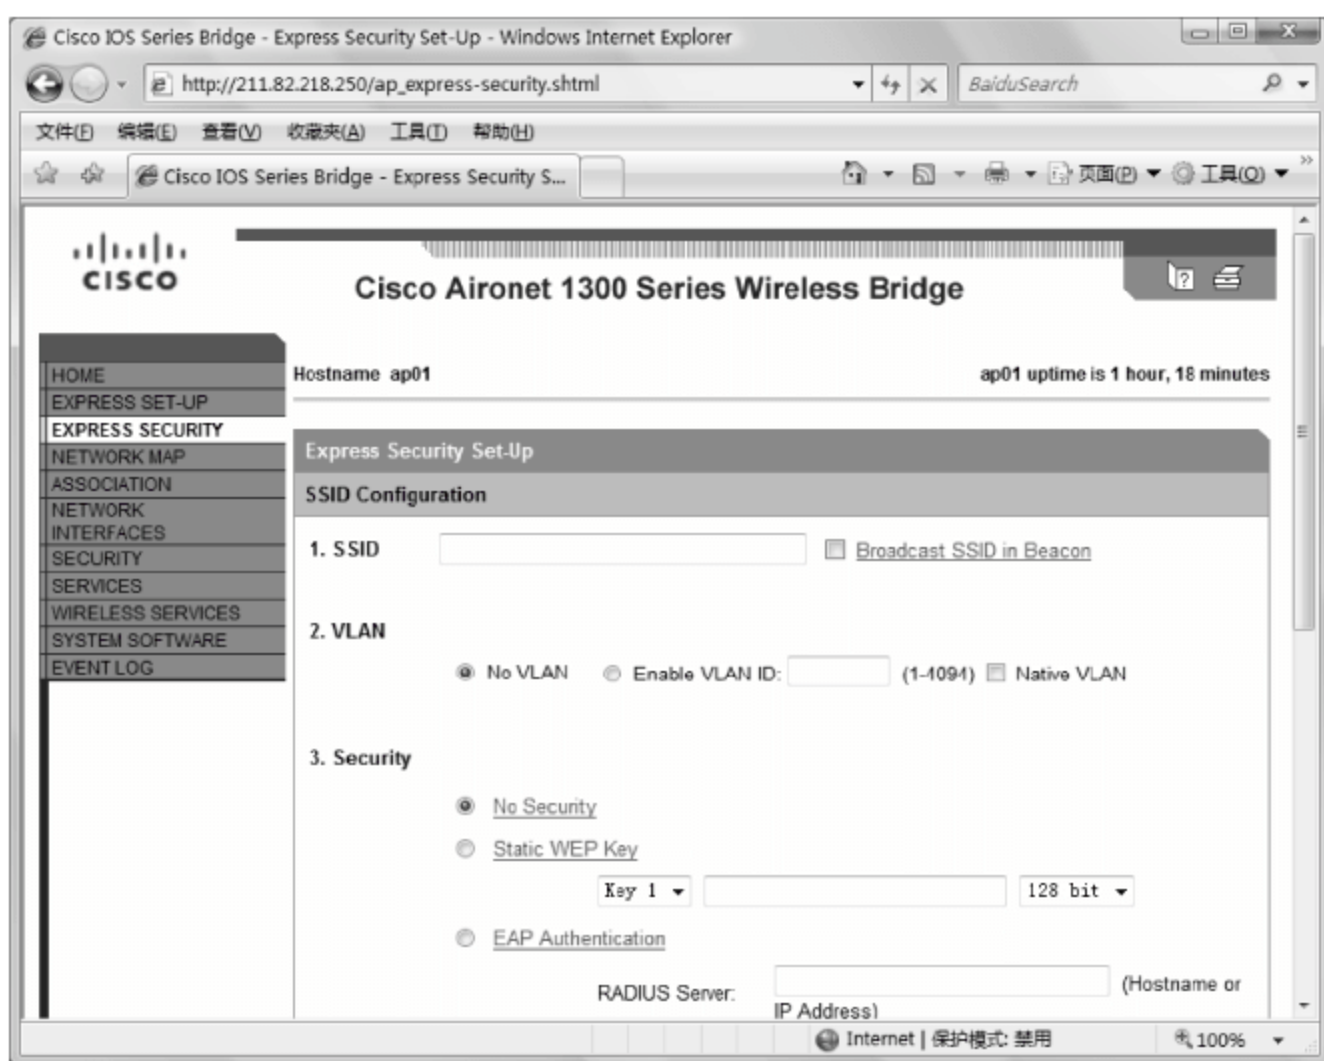 Cisco IOS Series Bridge - Express Security Set-Up - Windows Internet Explorer
http://211.82.218.250/ap_express-security.shtml
BaiduSearch
文件(F) 编辑(E) 查看(V) 收藏夹(A) 工具(T) 帮助(H)
Cisco IOS Series Bridge - Express Security S...
页面(P) 工具(O) »
CISCO
Cisco Aironet 1300 Series Wireless Bridge
HOME
EXPRESS SET-UP
EXPRESS SECURITY
NETWORK MAP
ASSOCIATION
NETWORK
INTERFACES
SECURITY
SERVICES
WIRELESS SERVICES
SYSTEM SOFTWARE
EVENT LOG
Hostname ap01
ap01 uptime is 1 hour, 18 minutes
Express Security Set-Up
SSID Configuration
1. SSID
Broadcast SSID in Beacon
2. VLAN
No VLAN Enable VLAN ID: (1-4094) Native VLAN
3. Security
No Security
Static WEP Key
Key 1 128 bit
EAP Authentication
RADIUS Server: (Hostname or
IP Address)
Internet | 保护模式: 禁用 100%